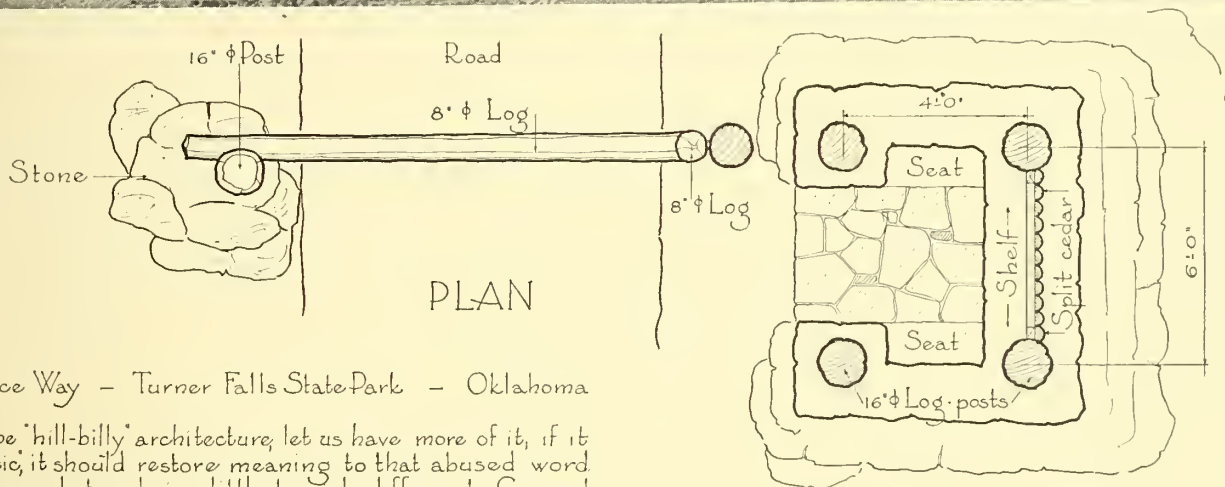 16" φ Post
Road
8" φ Log
Stone
8" φ Log
PLAN
4'-0"
Seat
Shelf
Split cedar
6'-0"
Seat
16" φ Log-posts
ce Way – Turner Falls State Park – Oklahoma
be "hill-billy" architecture, let us have more of it, if it
ic", it should restore meaning to that abused word.